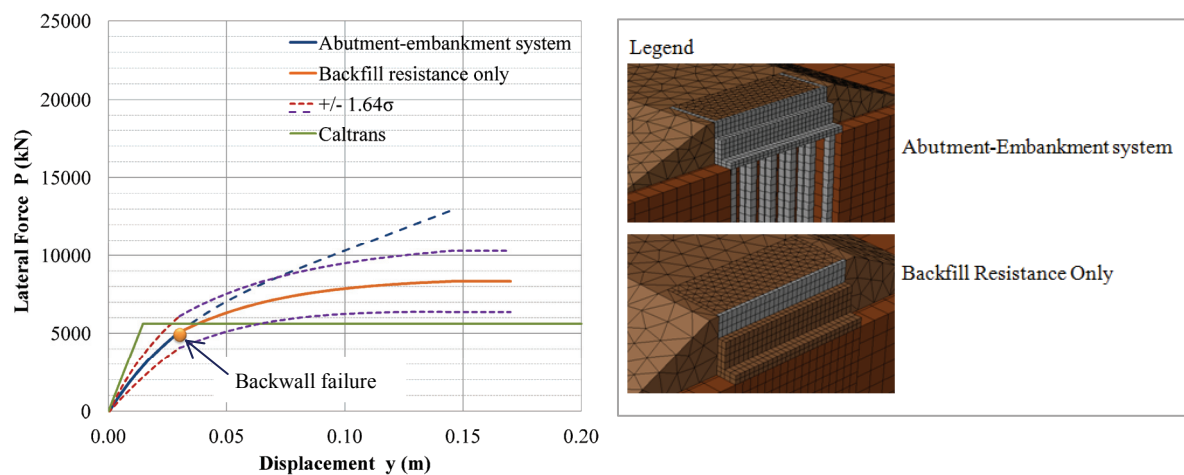 25000
20000
15000
10000
5000
0
Lateral Force P (kN)
Abutment-embankment system
Backfill resistance only
+/- 1.64σ
Caltrans
Backwall failure
0.00 0.05 0.10 0.15 0.20
Displacement y (m)
Legend
Abutment-Embankment system
Backfill Resistance Only